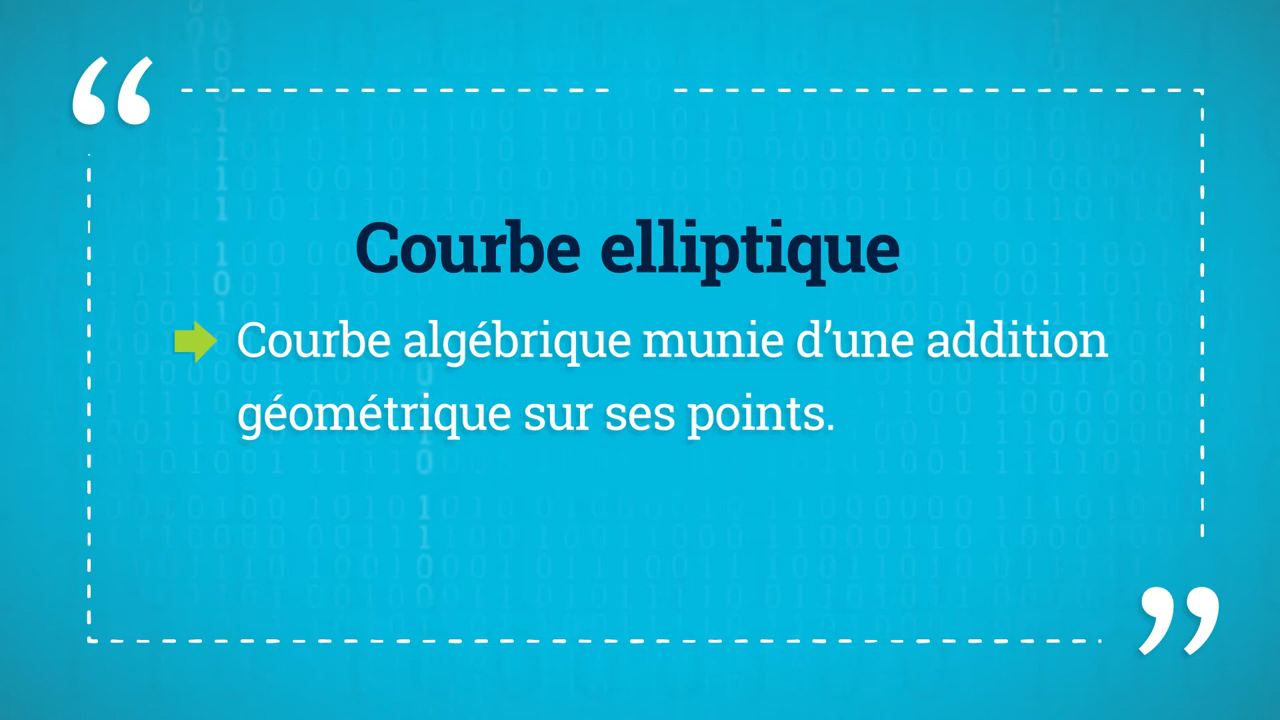 Courbe elliptique
Courbe algébrique munie d’une addition
géométrique sur ses points.